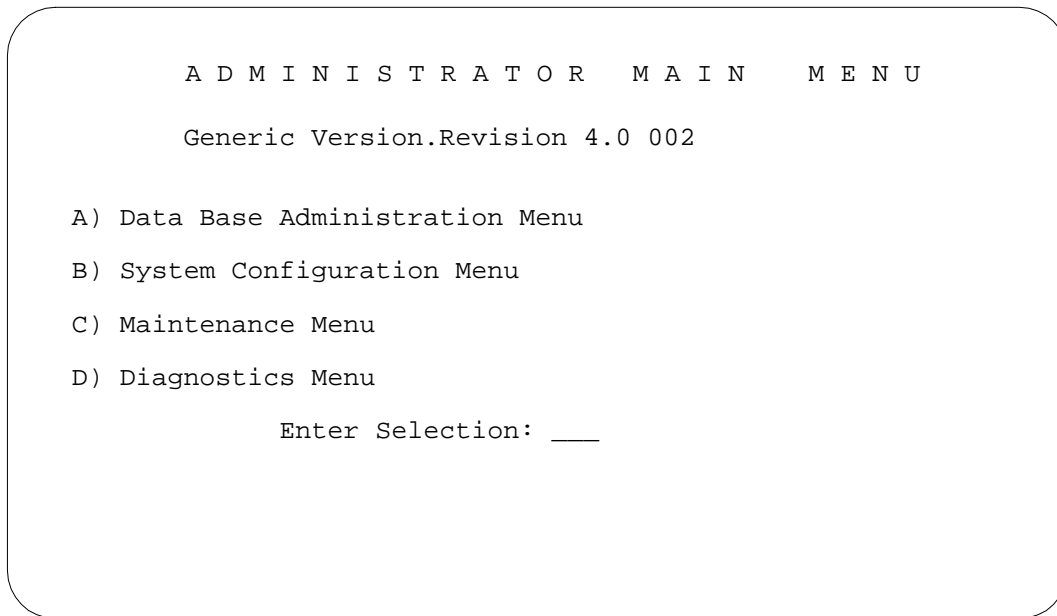 A D M I N I S T R A T O R   M A I N   M E N U
Generic Version.Revision 4.0 002
A) Data Base Administration Menu
B) System Configuration Menu
C) Maintenance Menu
D) Diagnostics Menu
Enter Selection: ___